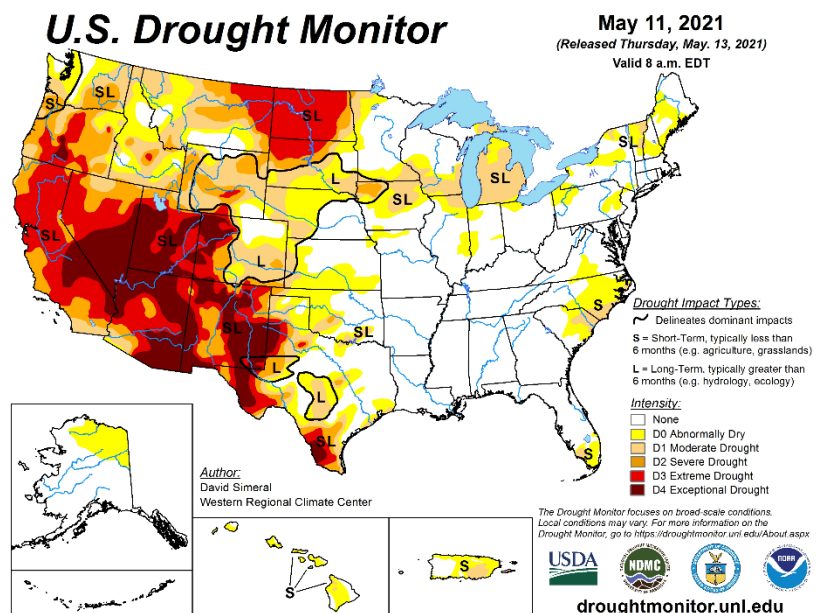 U.S. Drought Monitor
May 11, 2021
(Released Thursday, May. 13, 2021)
Valid 8 a.m. EDT
S
SL
SL
SL
L
SL
SL
SL
SL
L
SL
SL
L
L
SL
S
S
Drought Impact Types:
Delineates dominant impacts
S = Short-Term, typically less than
6 months (e.g. agriculture, grasslands)
L = Long-Term, typically greater than
6 months (e.g. hydrology, ecology)
Intensity:
None
D0 Abnormally Dry
D1 Moderate Drought
D2 Severe Drought
D3 Extreme Drought
D4 Exceptional Drought
Author:
David Simeral
Western Regional Climate Center
S
S
The Drought Monitor focuses on broad-scale conditions.
Local conditions may vary. For more information on the
Drought Monitor, go to https://droughtmonitor.unl.edu/About.aspx
USDA
NDMC
NOAA
droughtmonitor.unl.edu